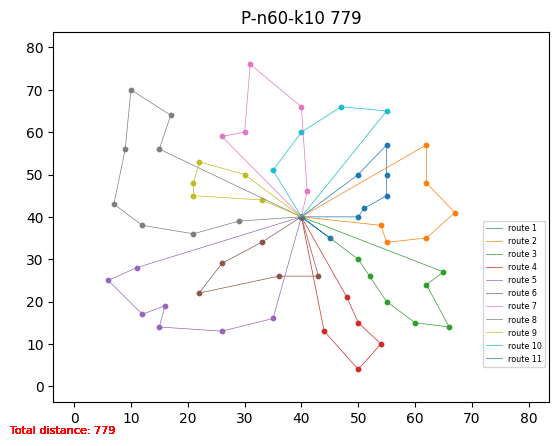 P-n60-k10 779
80
70
60
50
40
30
20
10
0
route 1
route 2
route 3
route 4
route 5
route 6
route 7
route 8
route 9
route 10
route 11
0 10 20 30 40 50 60 70 80
Total distance: 779